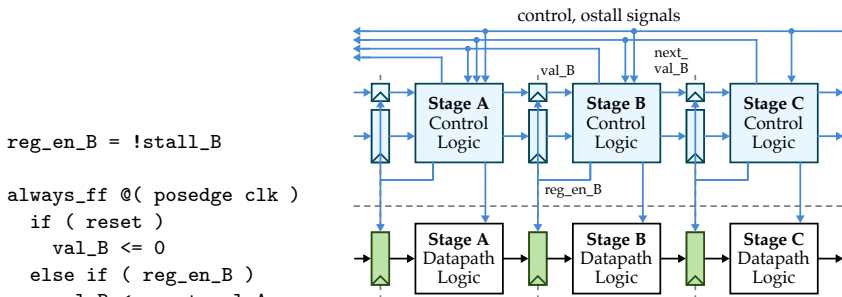 control, ostall signals
val_B
next_
val_B
Stage A
Control
Logic
Stage B
Control
Logic
Stage C
Control
Logic
reg_en_B
Stage A
Datapath
Logic
Stage B
Datapath
Logic
Stage C
Datapath
Logic
reg_en_B = !stall_B
always_ff @( posedge clk )
if ( reset )
val_B <= 0
else if ( reg_en_B )